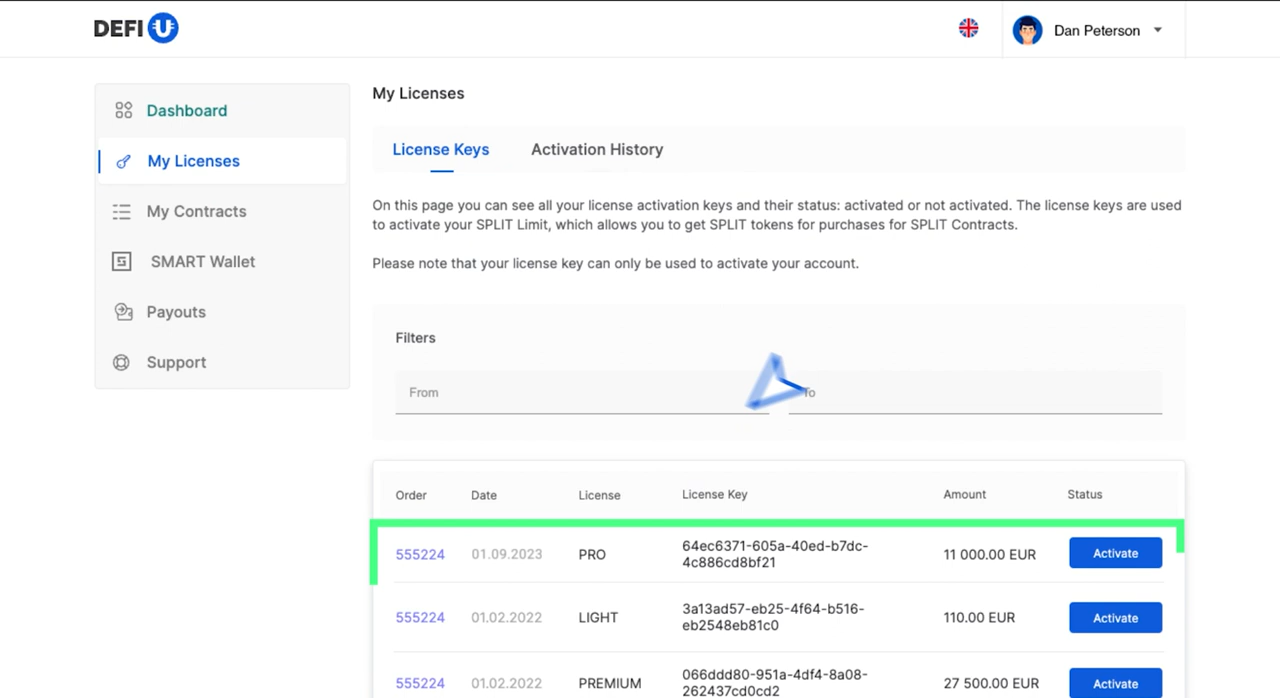 DEFI U
Dan Peterson
Dashboard
My Licenses
My Contracts
SMART Wallet
Payouts
Support
My Licenses
License Keys Activation History
On this page you can see all your license activation keys and their status: activated or not activated. The license keys are used
to activate your SPLIT Limit, which allows you to get SPLIT tokens for purchases for SPLIT Contracts.
Please note that your license key can only be used to activate your account.
Filters
From To
Order Date License License Key Amount Status
555224 01.09.2023 PRO 64ec6371-605a-40ed-b7dc- 11 000.00 EUR Activate
4c886cd8bf21
555224 01.02.2022 LIGHT 3a13ad57-eb25-4f64-b516- 110.00 EUR Activate
eb2548eb81c0
555224 01.02.2022 PREMIUM 066ddd80-951a-4df4-8a08- 27 500.00 EUR Activate
262437cd0cd2